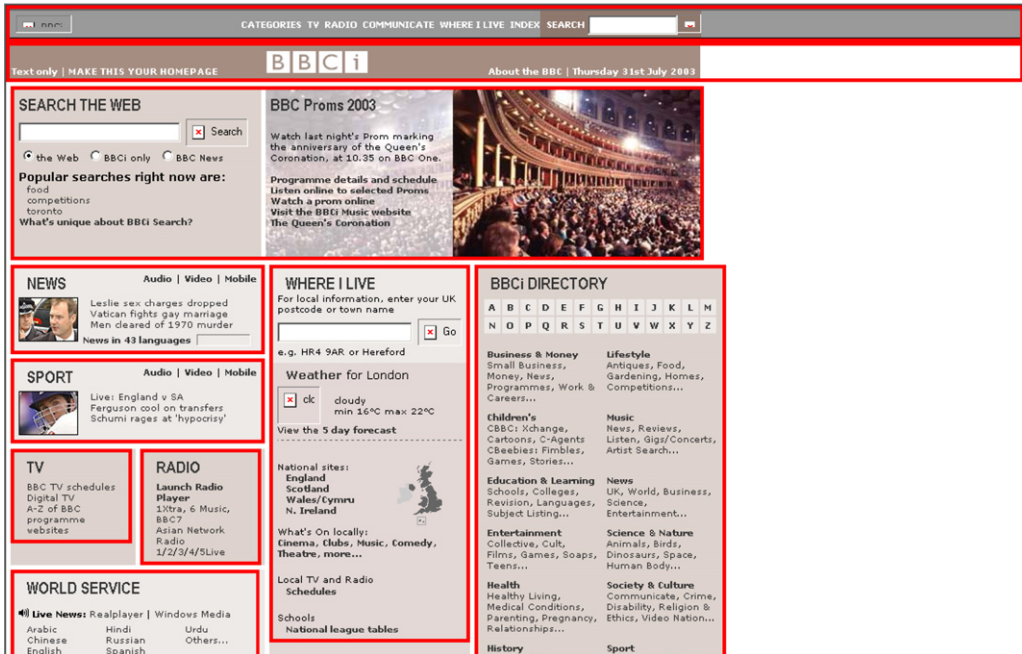 BBCi
CATEGORIES TV RADIO COMMUNICATE WHERE I LIVE INDEX SEARCH
BBCi
Text only | MAKE THIS YOUR HOMEPAGE
About the BBC | Thursday 31st July 2003
SEARCH THE WEB
Search
the Web BBCi only BBC News
Popular searches right now are:
food
competitions
toronto
What's unique about BBCi Search?
BBC Proms 2003
Watch last night's Prom marking
the anniversary of the Queen's
Coronation, at 10.35 on BBC One.
Programme details and schedule
Listen online to selected Proms
Watch a prom online
Visit the BBCi Music website
The Queen's Coronation
NEWS
Audio | Video | Mobile
Leslie sex charges dropped
Vatican fights gay marriage
Men cleared of 1970 murder
News in 43 languages
SPORT
Audio | Video | Mobile
Live: England v SA
Ferguson cool on transfers
Schumi rages at 'hypocrisy'
TV
BBC TV schedules
Digital TV
A-Z of BBC
programme
websites
RADIO
Launch Radio
Player
1Xtra, 6 Music,
BBC7
Asian Network
Radio
1/2/3/4/5Live
WORLD SERVICE
Live News: Realplayer | Windows Media
Arabic Hindi Urdu
Chinese Russian Others...
English Spanish
WHERE I LIVE
For local information, enter your UK
postcode or town name
Go
e.g. HR4 9AR or Hereford
Weather for London
ck
cloudy
min 16°C max 22°C
View the 5 day forecast
National sites:
England
Scotland
Wales/Cymru
N. Ireland
What's On locally:
Cinema, Clubs, Music, Comedy,
Theatre, more...
Local TV and Radio
Schedules
Schools
National league tables
BBCi DIRECTORY
A B C D E F G H I J K L M
N O P Q R S T U V W X Y Z
Business & Money
Small Business,
Money, News,
Programmes, Work &
Careers...
Lifestyle
Antiques, Food,
Gardening, Homes,
Competitions...
Children's
CBBC: Xchange,
Cartoons, C-Agents
CBeebies: Fimbles,
Games, Stories...
Music
News, Reviews,
Listen, Gigs/Concerts,
Artist Search...
Education & Learning
Schools, Colleges,
Revision, Languages,
Subject Listing...
News
UK, World, Business,
Science,
Entertainment...
Entertainment
Collective, Cult,
Films, Games, Soaps,
Teens...
Science & Nature
Animals, Birds,
Dinosaurs, Space,
Human Body...
Health
Healthy Living,
Medical Conditions,
Parenting, Pregnancy,
Relationships...
Society & Culture
Communicate, Crime,
Disability, Religion &
Ethics, Video Nation...
History
Sport